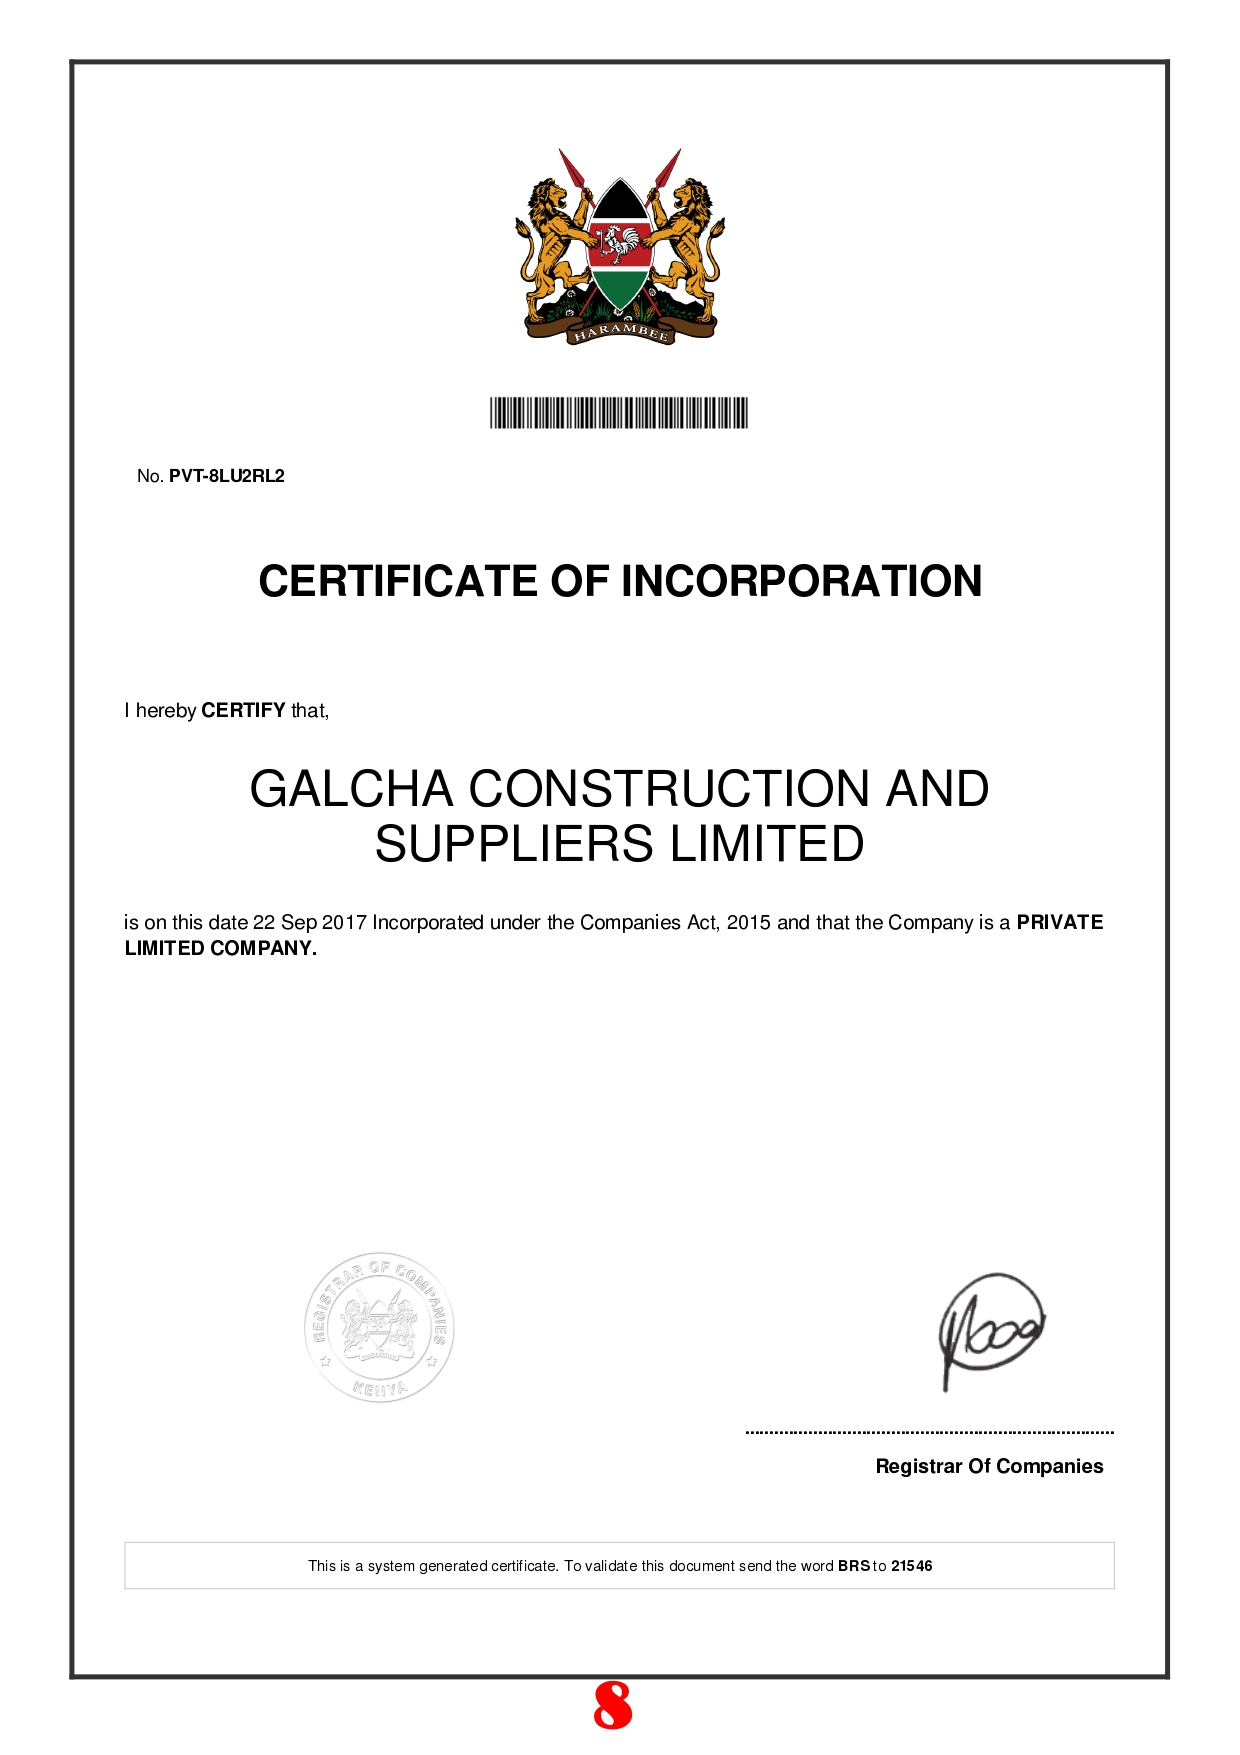 HARAMBEE
No. PVT-8LU2RL2
CERTIFICATE OF INCORPORATION
I hereby CERTIFY that,
GALCHA CONSTRUCTION AND
SUPPLIERS LIMITED
is on this date 22 Sep 2017 Incorporated under the Companies Act, 2015 and that the Company is a PRIVATE
LIMITED COMPANY.
REGISTRAR OF COMPANIES
KENYA
Registrar Of Companies
This is a system generated certificate. To validate this document send the word BRS to 21546
8